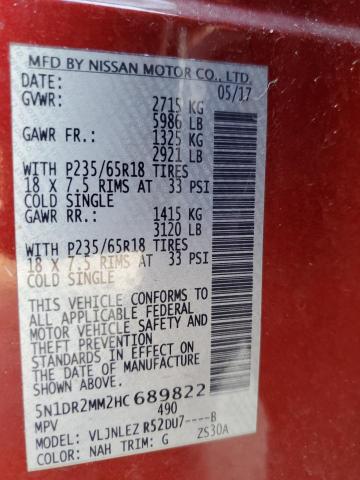 MFD BY NISSAN MOTOR CO., LTD.
DATE: 05/17
GVWR: 2715 KG
5986 LB
GAWR FR.: 1325 KG
2921 LB
WITH P235/65R18 TIRES
18 X 7.5 RIMS AT 33 PSI
COLD SINGLE
GAWR RR.: 1415 KG
3120 LB
WITH P235/65R18 TIRES
18 X 7.5 RIMS AT 33 PSI
COLD SINGLE
THIS VEHICLE CONFORMS TO
ALL APPLICABLE FEDERAL
MOTOR VEHICLE SAFETY AND
THEFT PREVENTION
STANDARDS IN EFFECT ON
THE DATE OF MANUFACTURE
SHOWN ABOVE.
5N1DR2MM2HC689822
MPV 490
MODEL: VLJNLEZ R52DU7----B
COLOR: NAH TRIM: G ZS30A